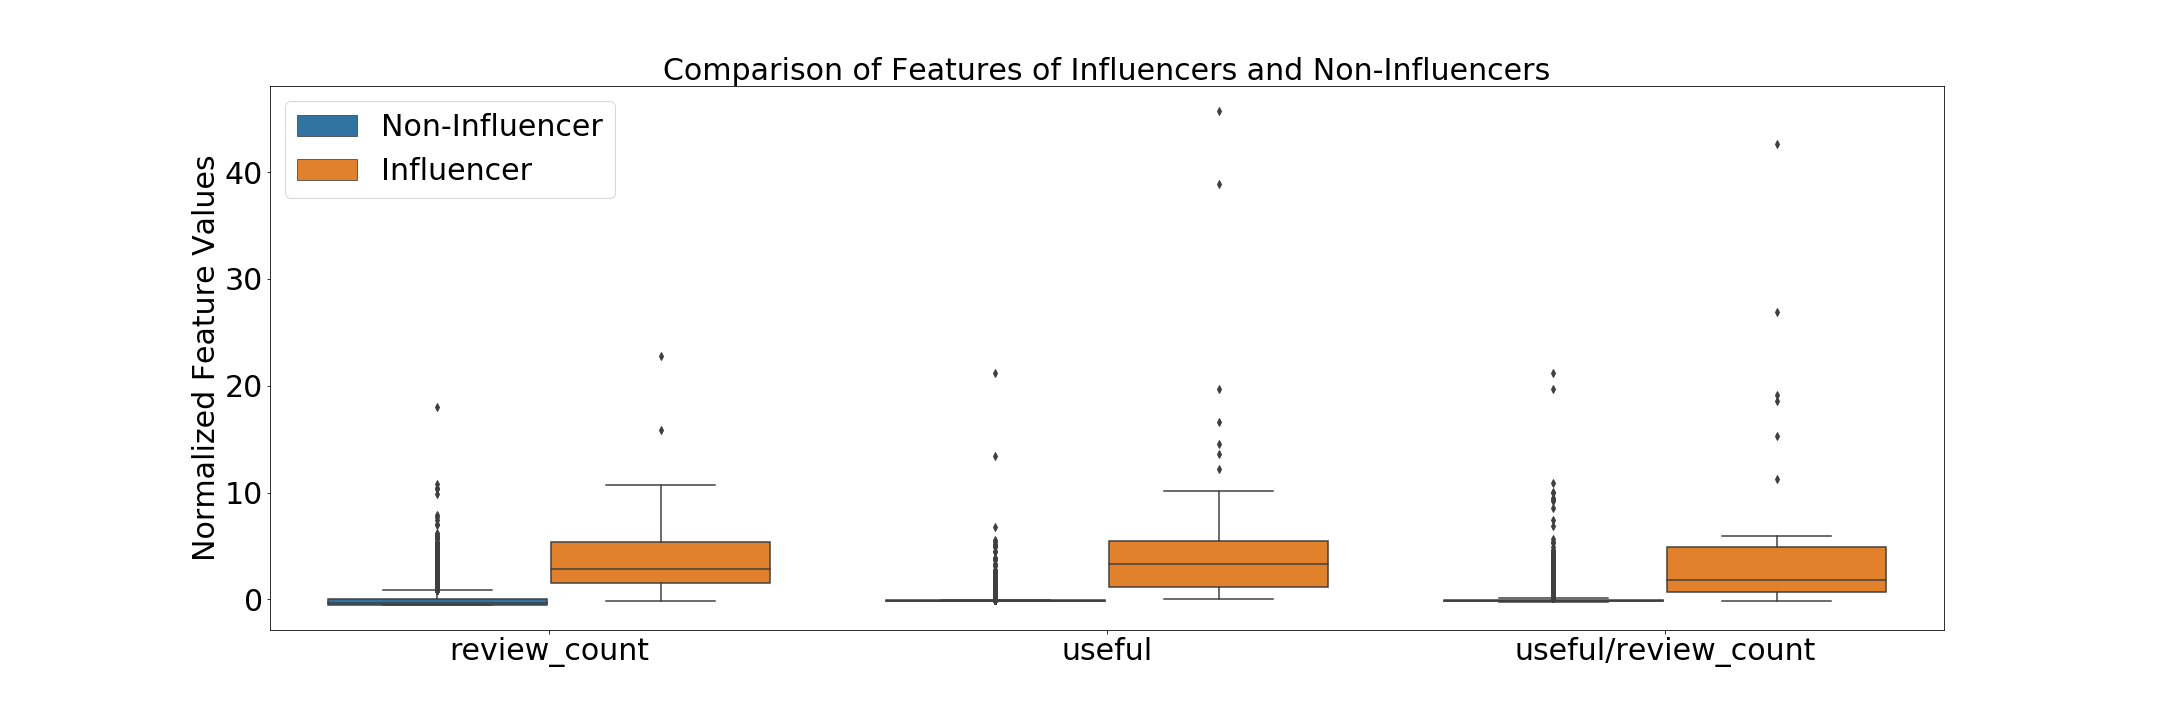 Comparison of Features of Influencers and Non-Influencers
Non-Influencer
Influencer
Normalized Feature Values
40
30
20
10
0
review_count
useful
useful/review_count